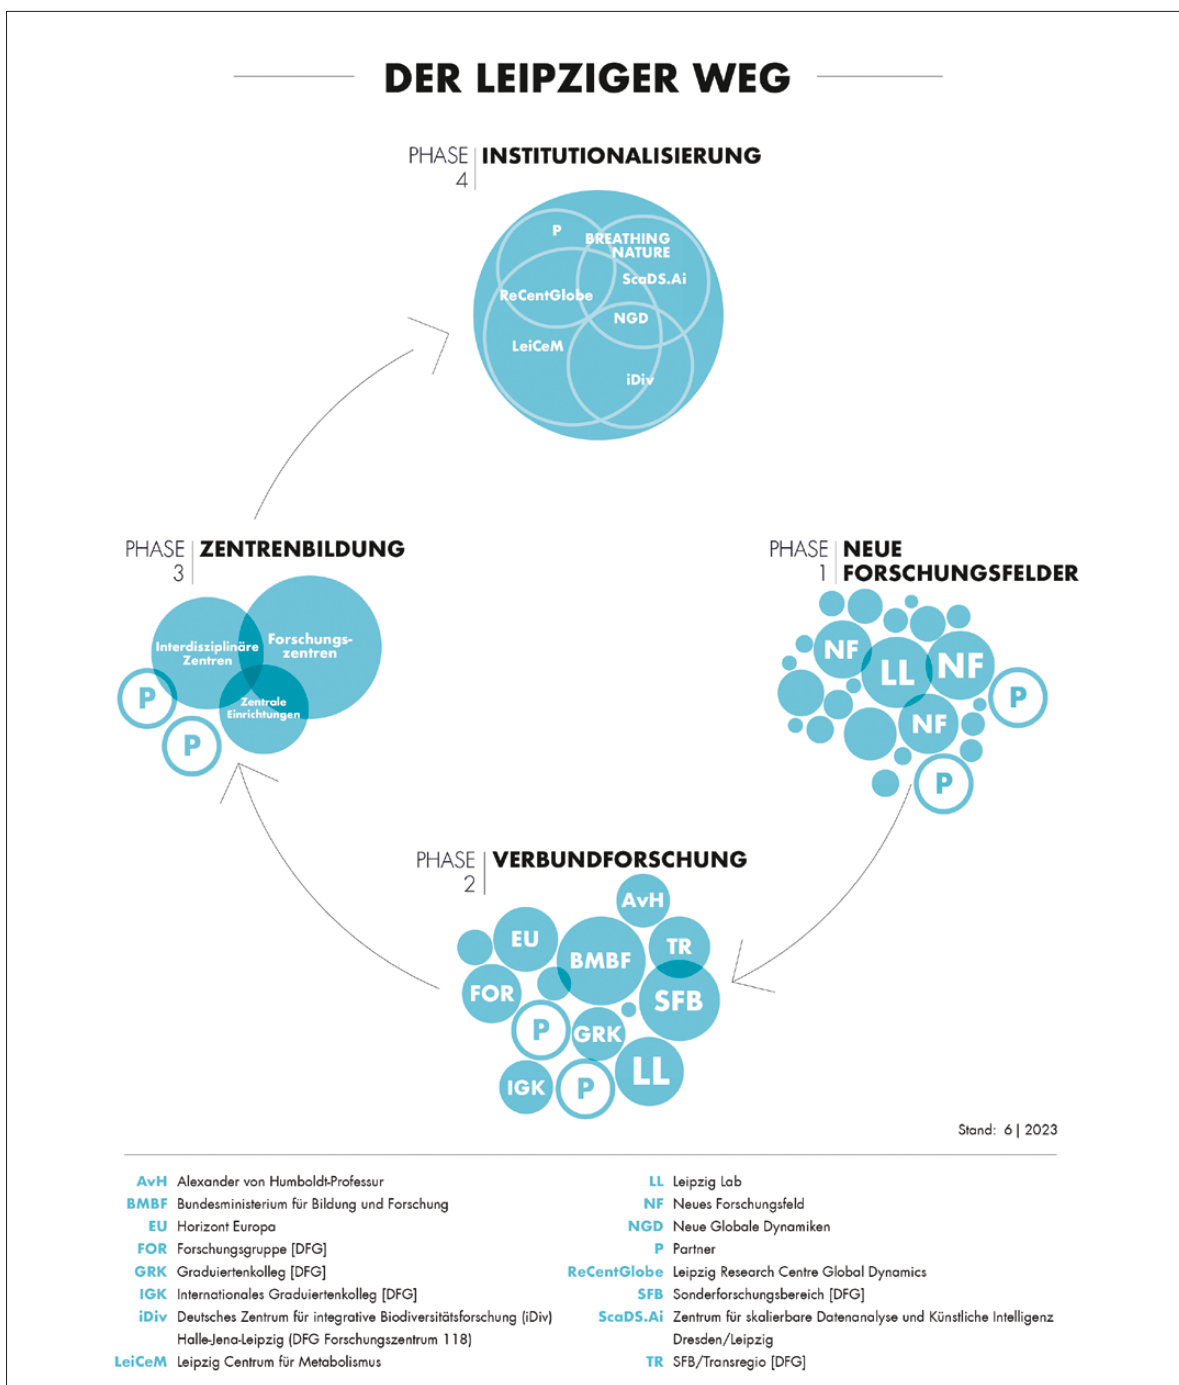 DER LEIPZIGER WEG
PHASE 4
INSTITUTIONALISIERUNG
P
BREATHING
NATURE
ScaDS.Ai
ReCentGlobe
NGD
LeiCeM
iDiv
PHASE 3
ZENTRENBILDUNG
Interdisziplinäre
Zentren
Forschungs-
zentren
Zentrale
Einrichtungen
P
P
PHASE 1
NEUE
FORSCHUNGSFELDER
NF
LL
NF
NF
P
P
PHASE 2
VERBUNDFORSCHUNG
AvH
EU
BMBF
TR
FOR
SFB
P
GRK
LL
IGK
P
Stand: 6 | 2023
AvH Alexander von Humboldt-Professur
BMBF Bundesministerium für Bildung und Forschung
EU Horizont Europa
FOR Forschungsgruppe [DFG]
GRK Graduiertenkolleg [DFG]
IGK Internationales Graduiertenkolleg [DFG]
iDiv Deutsches Zentrum für integrative Biodiversitätsforschung (iDiv)
Halle-Jena-Leipzig (DFG Forschungszentrum 118)
LeiCeM Leipzig Centrum für Metabolismus
LL Leipzig Lab
NF Neues Forschungsfeld
NGD Neue Globale Dynamiken
P Partner
ReCentGlobe Leipzig Research Centre Global Dynamics
SFB Sonderforschungsbereich [DFG]
ScaDS.Ai Zentrum für skalierbare Datenanalyse und Künstliche Intelligenz
Dresden/Leipzig
TR SFB/Transregio [DFG]